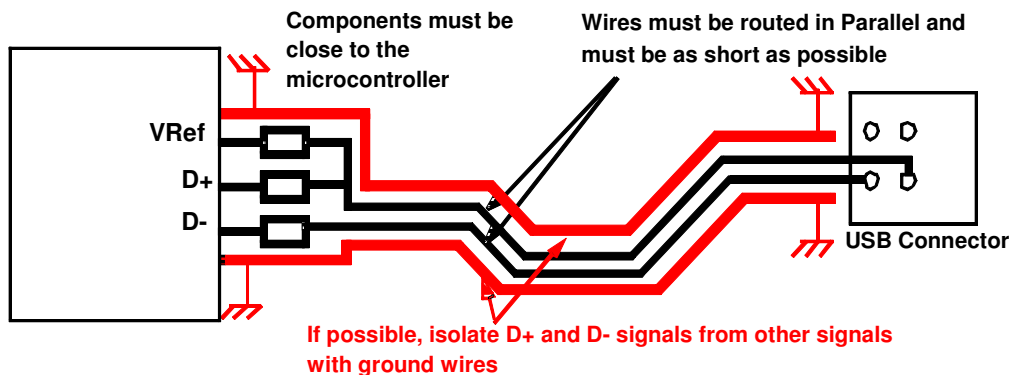 Components must be
close to the
microcontroller
Wires must be routed in Parallel and
must be as short as possible
VRef
D+
D-
USB Connector
If possible, isolate D+ and D- signals from other signals
with ground wires